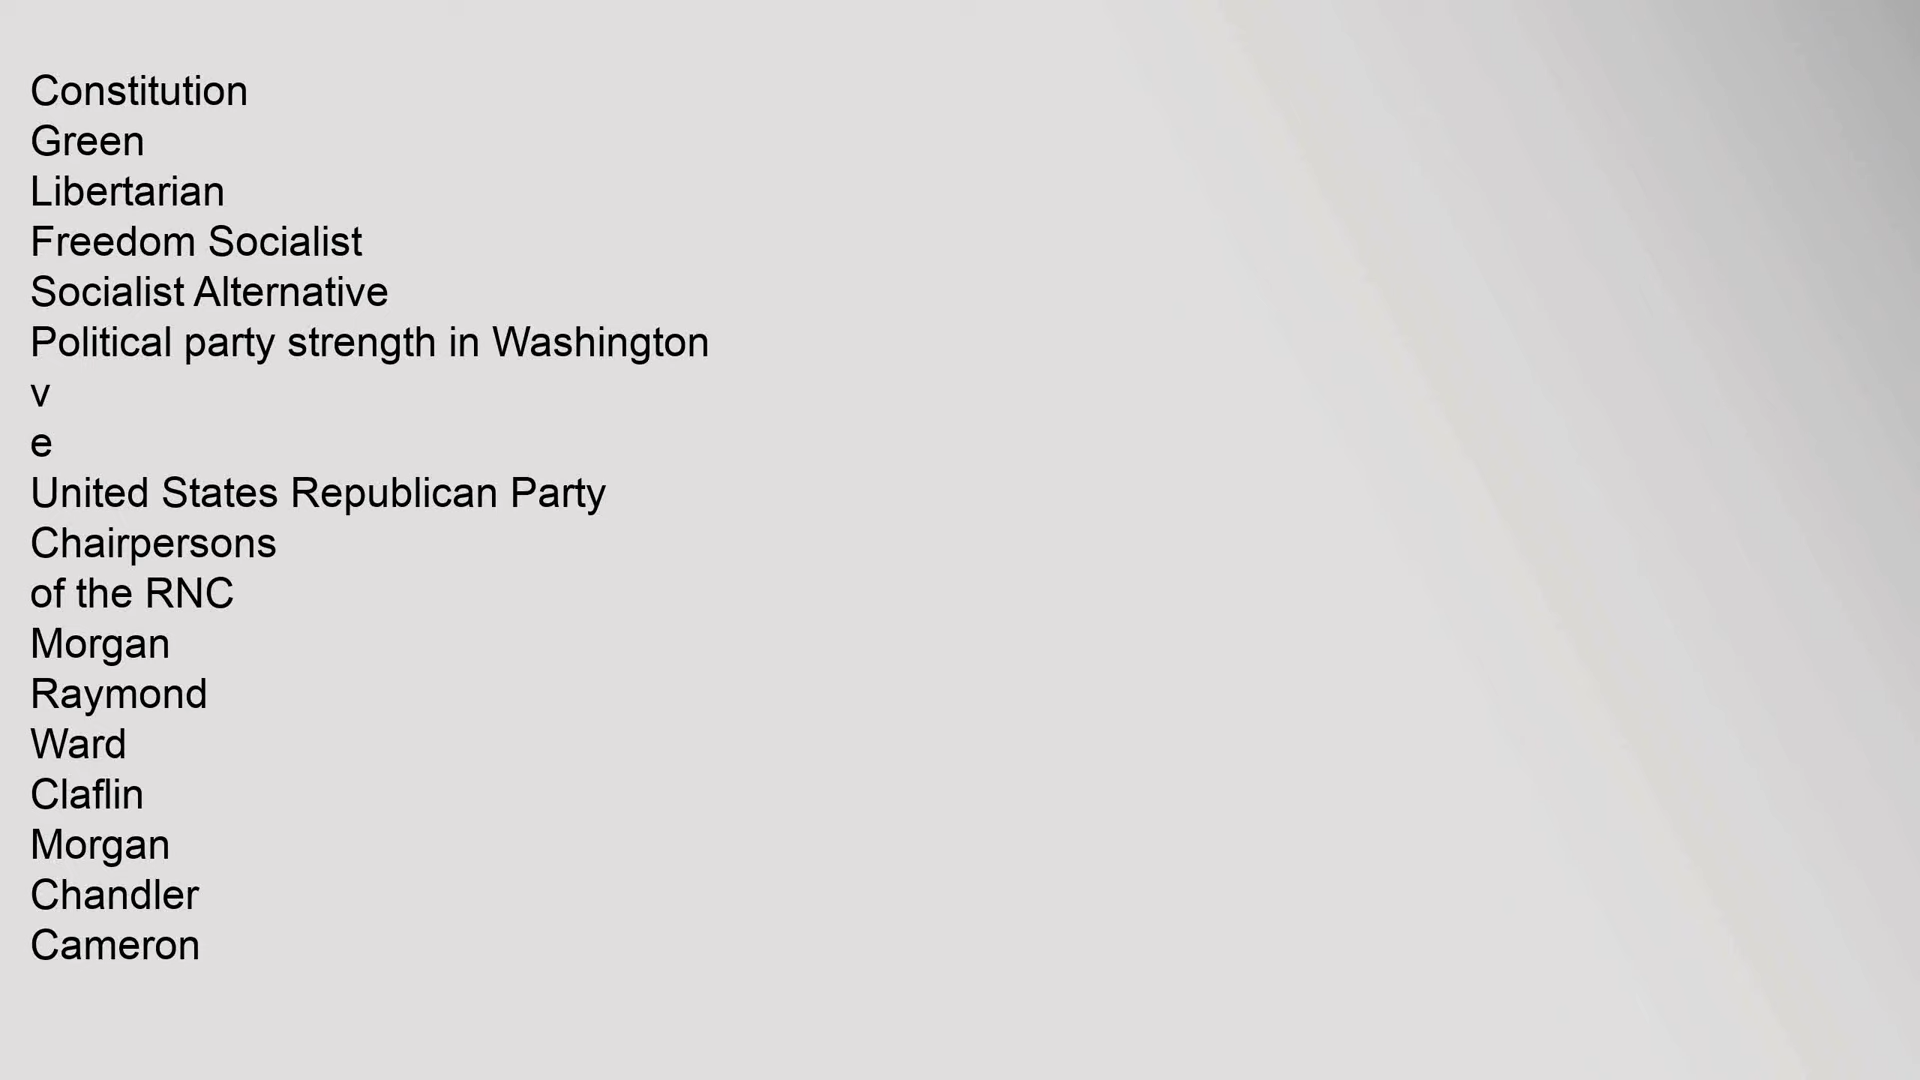 Constitution
Green
Libertarian
Freedom Socialist
Socialist Alternative
Political party strength in Washington
v
e
United States Republican Party
Chairpersons
of the RNC
Morgan
Raymond
Ward
Claflin
Morgan
Chandler
Cameron